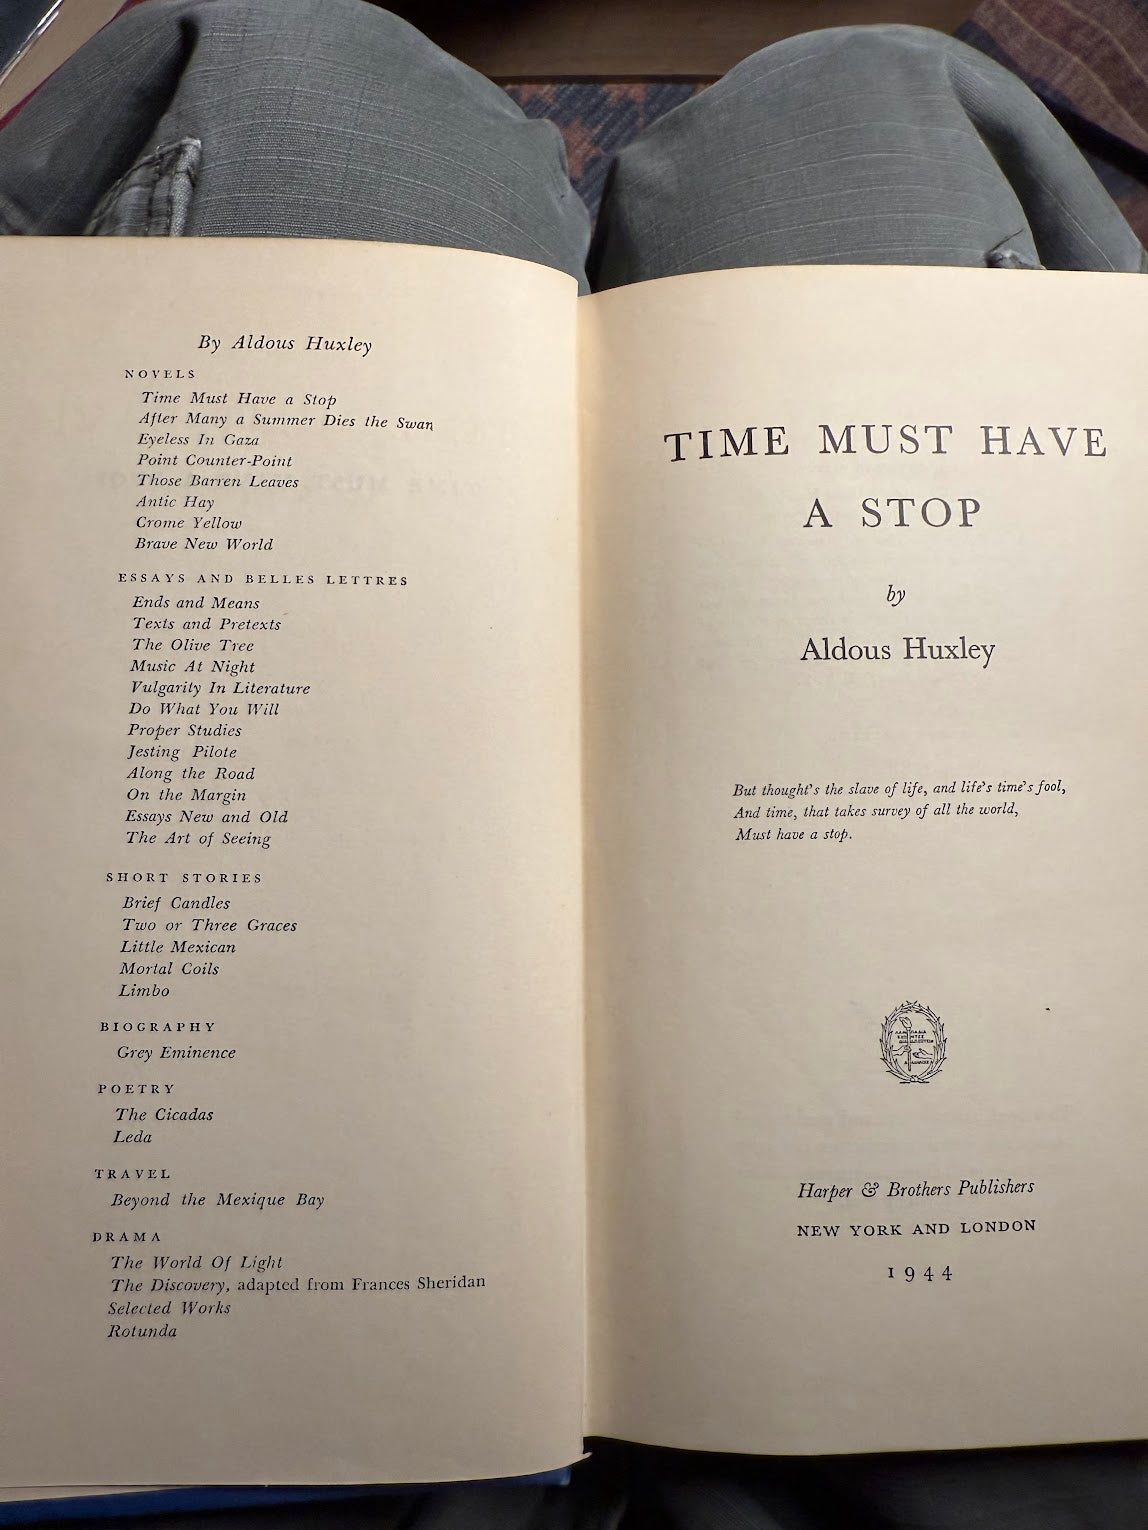 By Aldous Huxley
NOVELS
Time Must Have a Stop
After Many a Summer Dies the Swan
Eyeless In Gaza
Point Counter-Point
Those Barren Leaves
Antic Hay
Crome Yellow
Brave New World
ESSAYS AND BELLES LETTRES
Ends and Means
Texts and Pretexts
The Olive Tree
Music At Night
Vulgarity In Literature
Do What You Will
Proper Studies
Jesting Pilote
Along the Road
On the Margin
Essays New and Old
The Art of Seeing
SHORT STORIES
Brief Candles
Two or Three Graces
Little Mexican
Mortal Coils
Limbo
BIOGRAPHY
Grey Eminence
POETRY
The Cicadas
Leda
TRAVEL
Beyond the Mexique Bay
DRAMA
The World Of Light
The Discovery, adapted from Frances Sheridan
Selected Works
Rotunda
TIME MUST HAVE
A STOP
by
Aldous Huxley
But thought's the slave of life, and life's time's fool,
And time, that takes survey of all the world,
Must have a stop.
Harper & Brothers Publishers
NEW YORK AND LONDON
1944